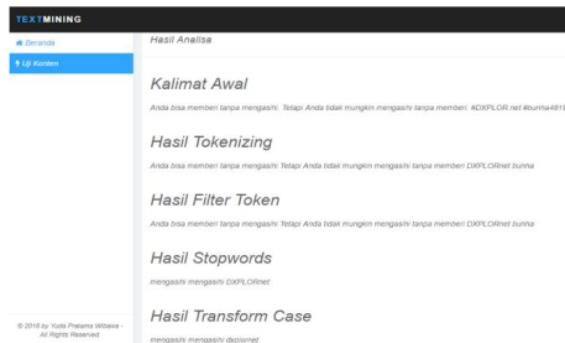 TEXTMINING
Beranda
Uji Konten
Hasil Analisa
Kalimat Awal
Anda bisa memberi tanpa mengasihi. Tetapi Anda tidak mungkin mengasihi tanpa memberi. #DXPLOR.net #bunha4819
Hasil Tokenizing
Anda bisa memberi tanpa mengasihi Tetapi Anda tidak mungkin mengasihi tanpa memberi DXPLORnet bunha
Hasil Filter Token
Anda bisa memberi tanpa mengasihi Tetapi Anda tidak mungkin mengasihi tanpa memberi DXPLORnet bunha
Hasil Stopwords
mengasihi mengasihi DXPLORnet
Hasil Transform Case
mengasihi mengasihi dxplornet
© 2018 by Yuda Pratama Wibawa -
All Rights Reserved